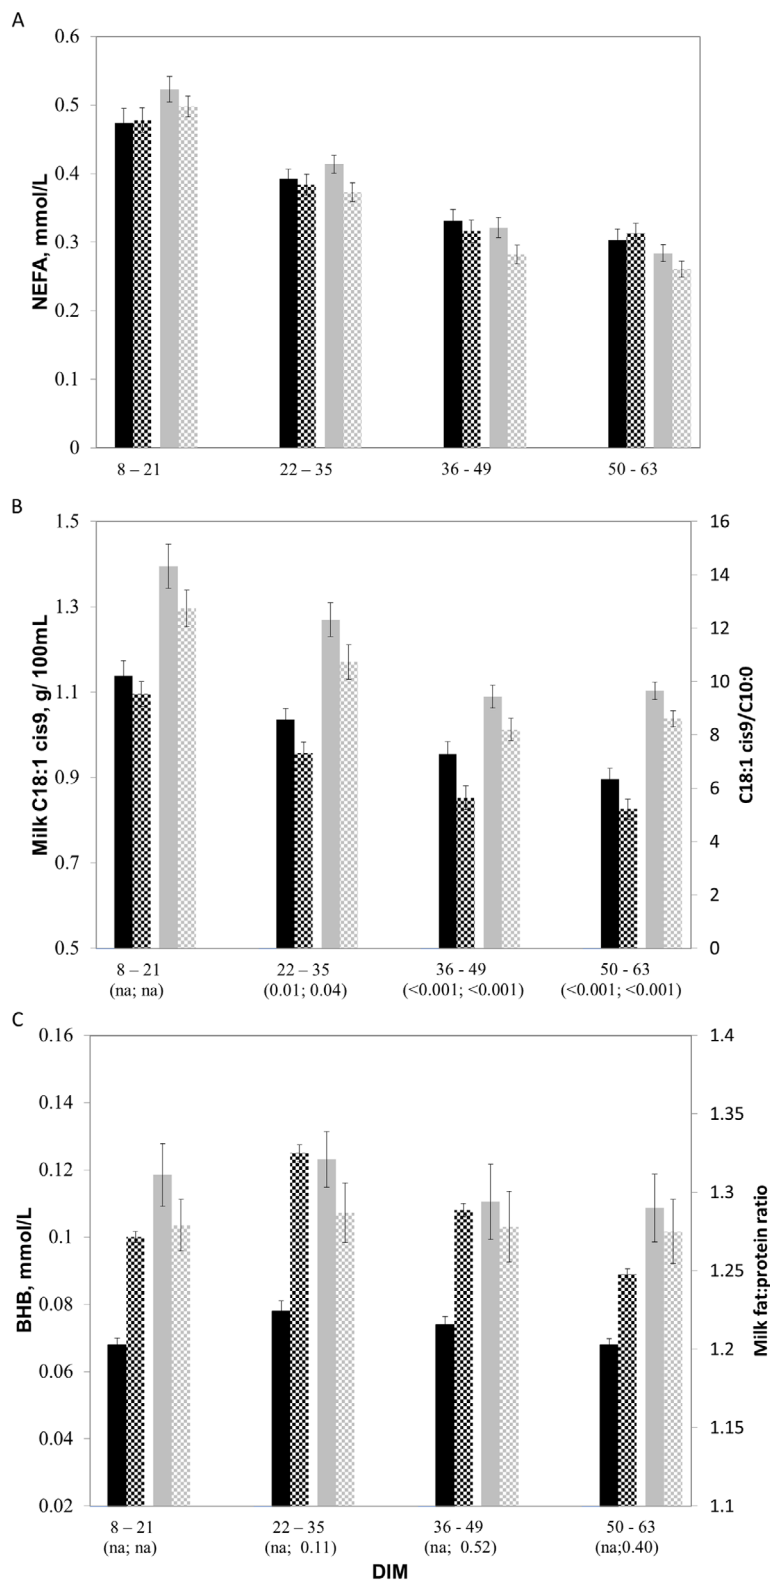 A
0.6
0.5
0.4
0.3
0.2
0.1
0
NEFA, mmol/L
8 – 21 22 – 35 36 - 49 50 - 63
B
1.5
1.3
1.1
0.9
0.7
0.5
Milk C18:1 cis9, g/ 100mL
16
14
12
10
8
6
4
2
0
C18:1 cis9/C10:0
8 – 21 22 – 35 36 - 49 50 - 63
(na; na) (0.01; 0.04) (<0.001; <0.001) (<0.001; <0.001)
C
0.16
0.14
0.12
0.1
0.08
0.06
0.04
0.02
BHB, mmol/L
1.4
1.35
1.3
1.25
1.2
1.15
1.1
Milk fat:protein ratio
8 – 21 22 – 35 36 - 49 50 - 63
(na; na) (na; 0.11) (na; 0.52) (na;0.40)
DIM